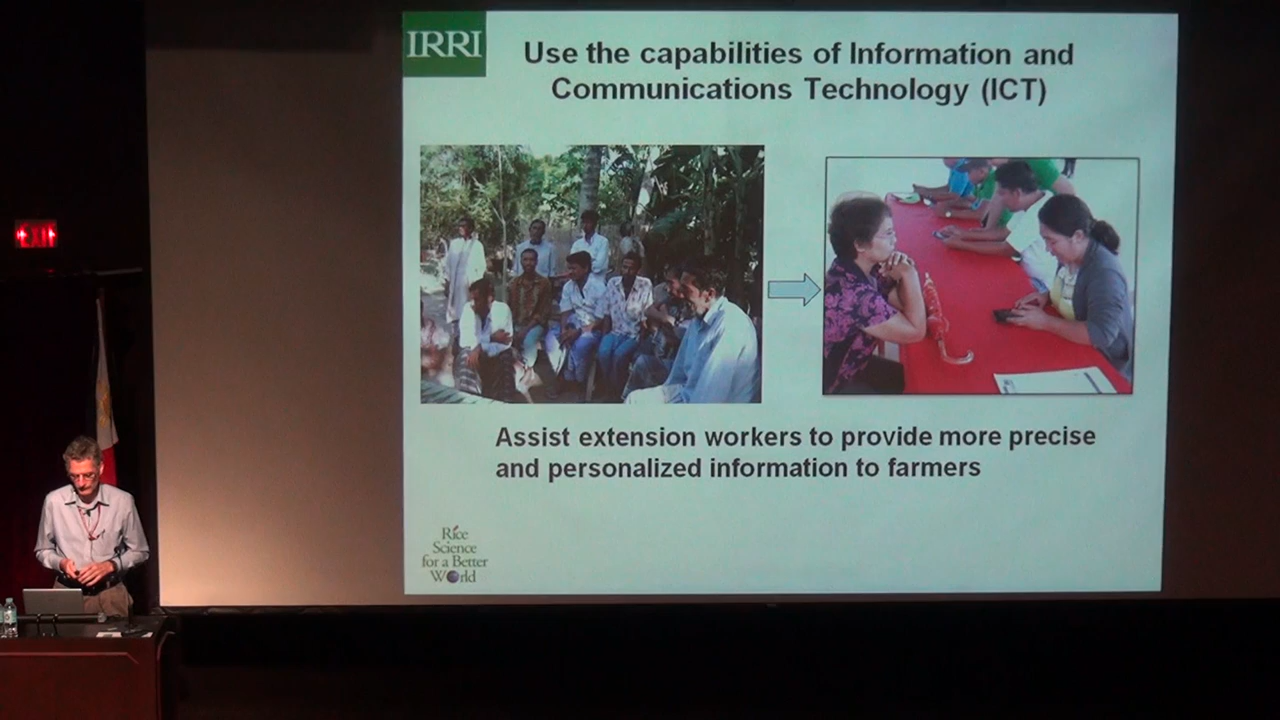 IRRI
Use the capabilities of Information and
Communications Technology (ICT)
Assist extension workers to provide more precise
and personalized information to farmers
Rice
Science
for a Better
World
EXIT